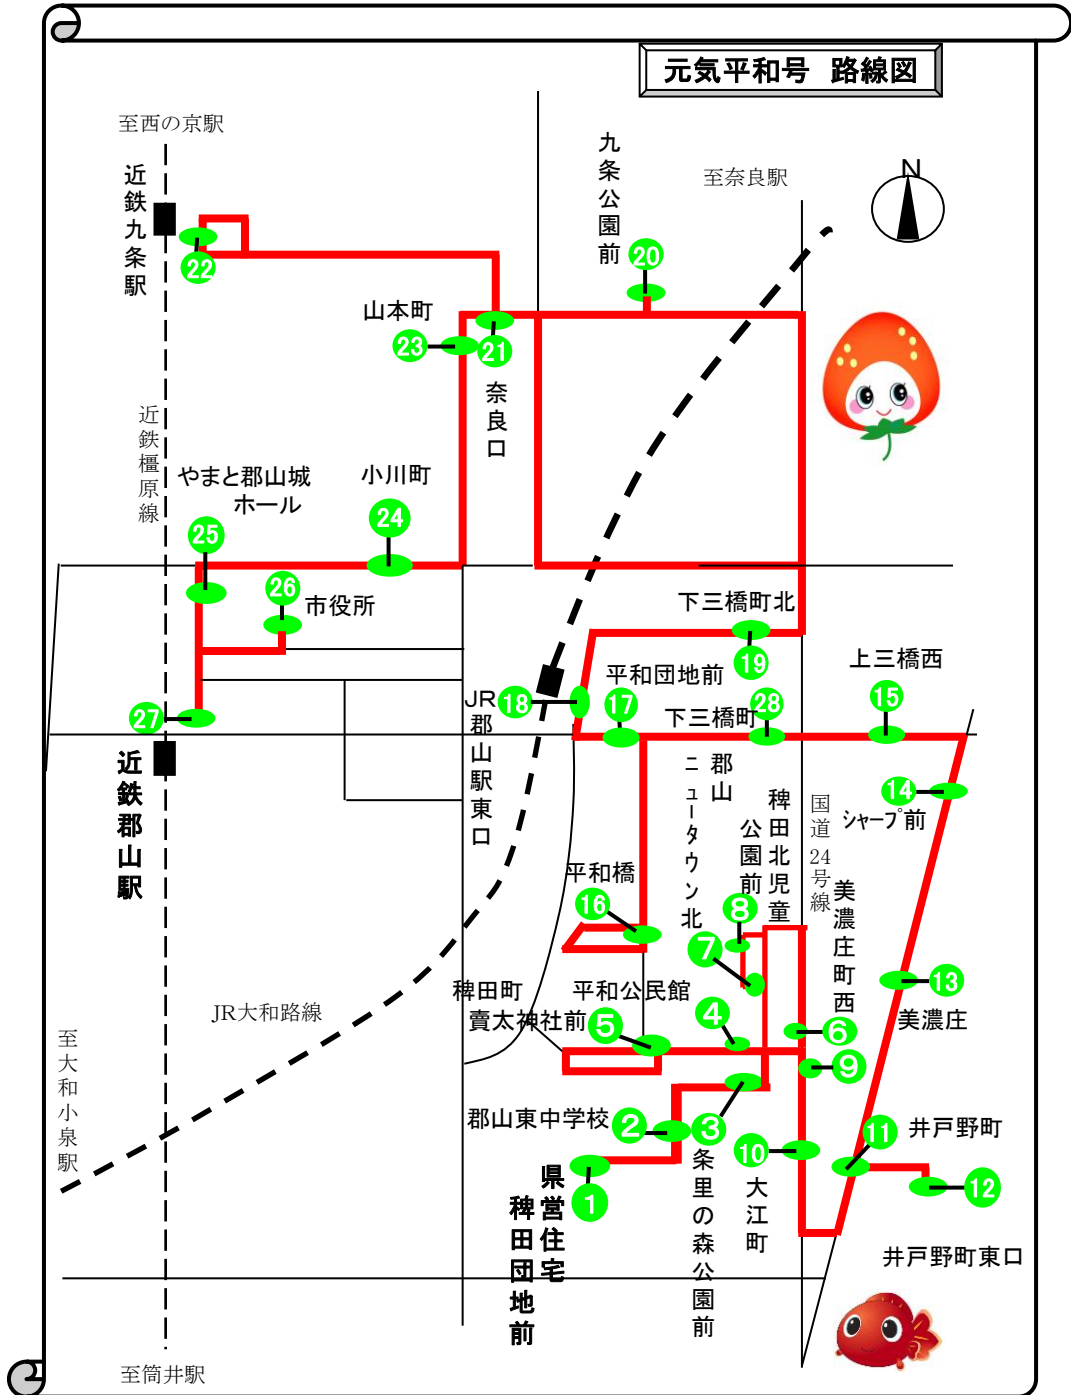 元気平和号 路線図
至西の京駅
近鉄九条駅
九条公園前
至奈良駅
N
20
22
山本町
23
21
奈良口
近鉄橿原線
やまと郡山城
ホール
小川町
25
24
26
市役所
下三橋町北
19
上三橋西
平和団地前
15
JR郡山駅東口
18
17
下三橋町
28
27
近鉄郡山駅
郡山
ニュータウン北
稗田北児童
公園前
国道24号線
14
シャープ前
平和橋
16
8
7
美濃庄町西
13
美濃庄
JR大和路線
稗田町
賣太神社前
平和公民館
5
4
6
9
至大和小泉駅
郡山東中学校
2
3
条里の森公園前
10
大江町
11
井戸野町
12
1
県営住宅
稗田団地前
井戸野町東口
至筒井駅